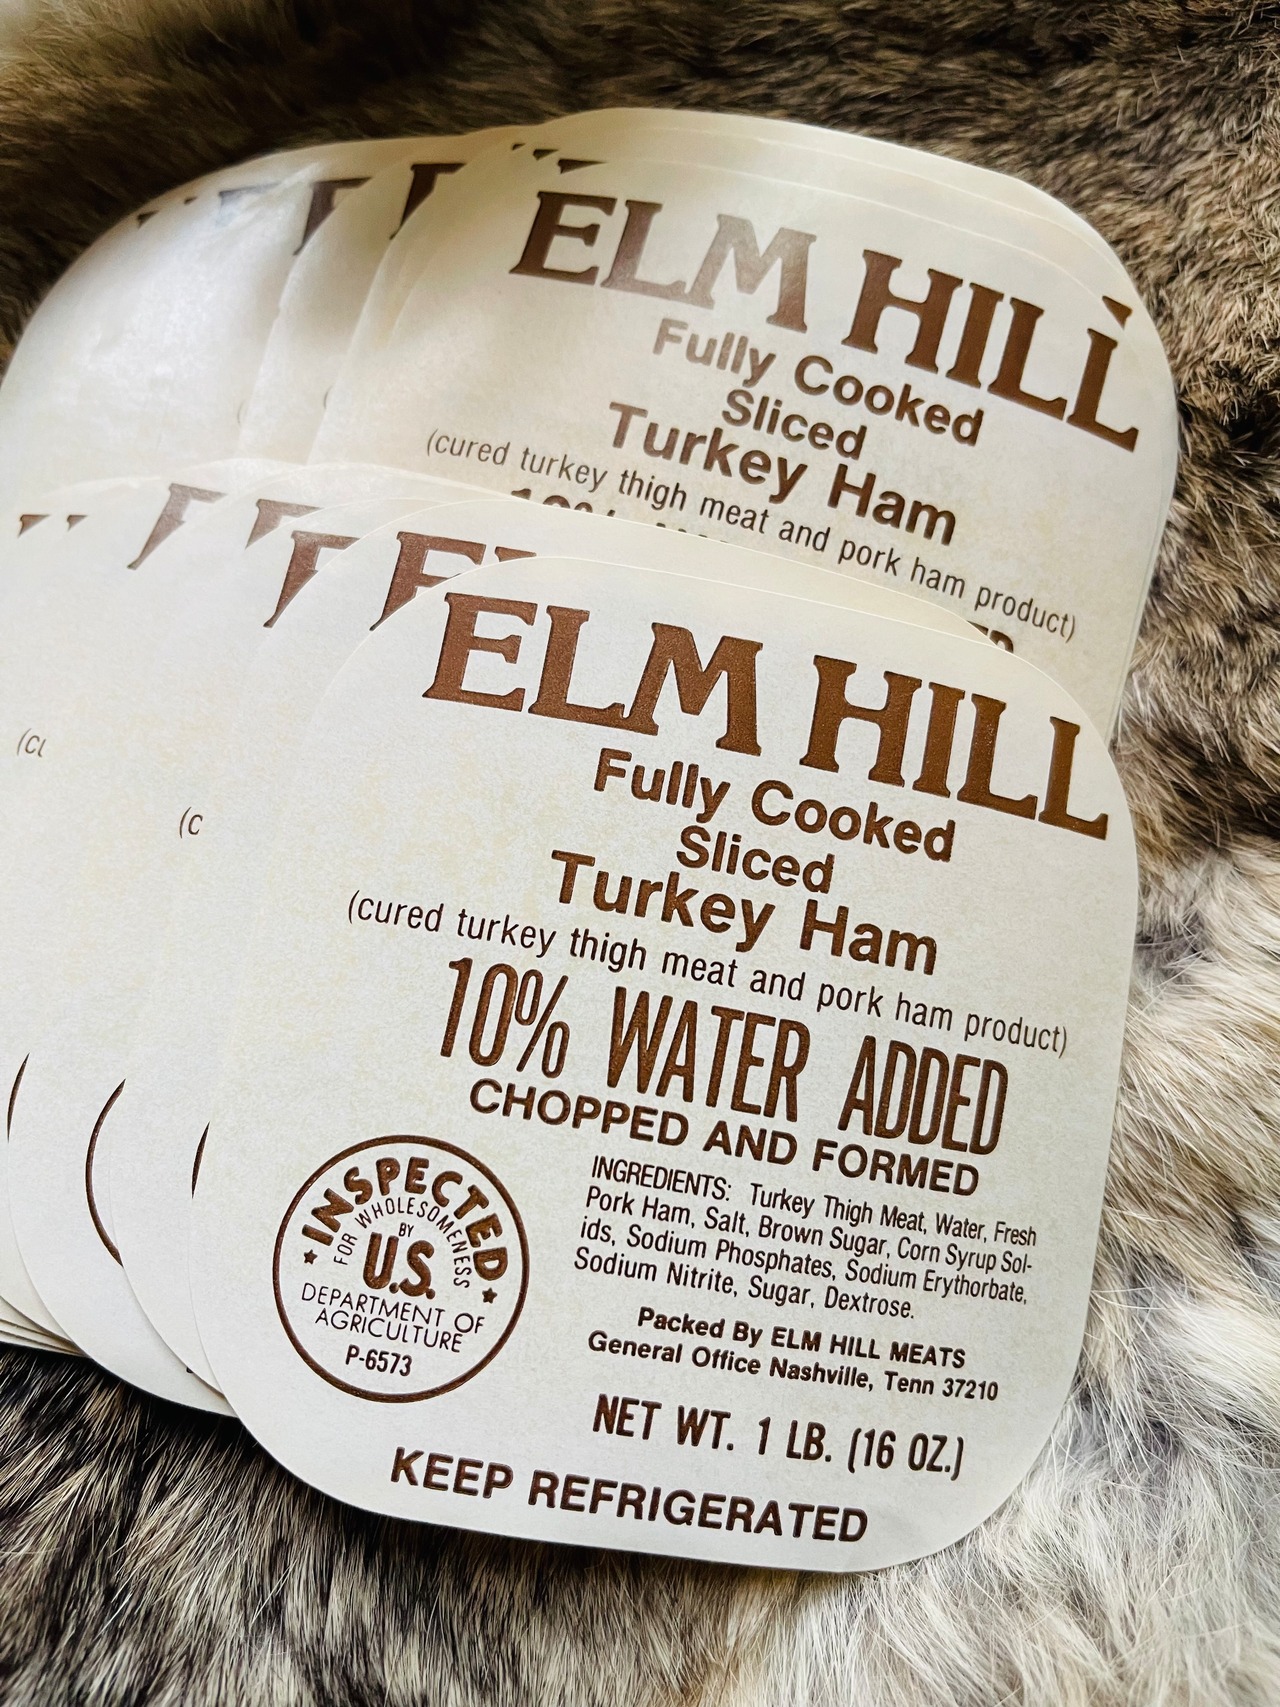 ELM HILL
Fully Cooked
Sliced
Turkey Ham
(cured turkey thigh meat and pork ham product)
ELM HILL
Fully Cooked
Sliced
Turkey Ham
(cured turkey thigh meat and pork ham product)
10% WATER ADDED
CHOPPED AND FORMED
INGREDIENTS: Turkey Thigh Meat, Water, Fresh
Pork Ham, Salt, Brown Sugar, Corn Syrup Sol-
ids, Sodium Phosphates, Sodium Erythorbate,
Sodium Nitrite, Sugar, Dextrose.
Packed By ELM HILL MEATS
General Office Nashville, Tenn 37210
INSPECTED
FOR WHOLESOMENESS
BY
U.S.
DEPARTMENT OF
AGRICULTURE
P-6573
NET WT. 1 LB. (16 OZ.)
KEEP REFRIGERATED